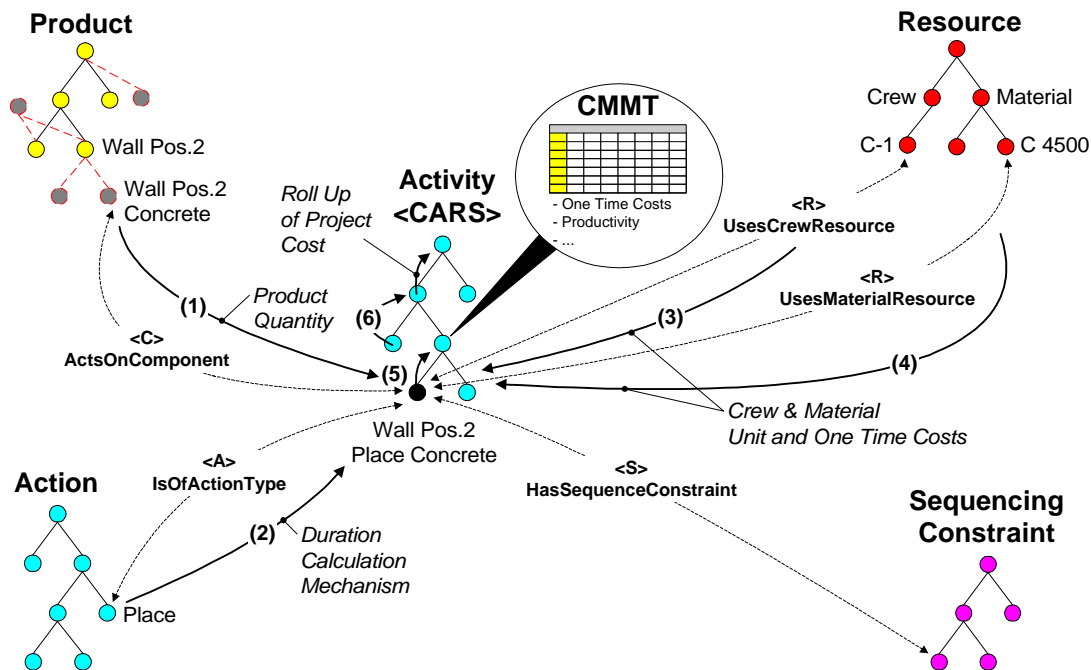 Product
Wall Pos.2
Wall Pos.2
Concrete
Roll Up
of Project
Cost
Activity
<CARS>
CMMT
- One Time Costs
- Productivity
- ...
Resource
Crew
Material
C-1
C 4500
<R>
UsesCrewResource
<R>
UsesMaterialResource
(1)
Product
Quantity
(6)
(3)
(4)
<C>
ActsOnComponent
(5)
Crew & Material
Unit and One Time Costs
Wall Pos.2
Place Concrete
<A>
IsOfActionType
<S>
HasSequenceConstraint
Action
(2)
Duration
Calculation
Mechanism
Place
Sequencing
Constraint